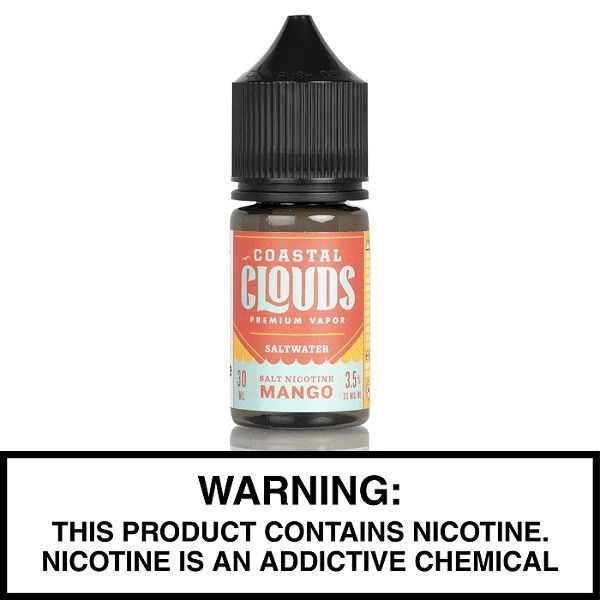 COASTAL
CLOUDS
PREMIUM VAPOR
SALTWATER
30 ML
SALT NICOTINE
MANGO
3.5%
35 MG/ML
WARNING:
THIS PRODUCT CONTAINS NICOTINE.
NICOTINE IS AN ADDICTIVE CHEMICAL